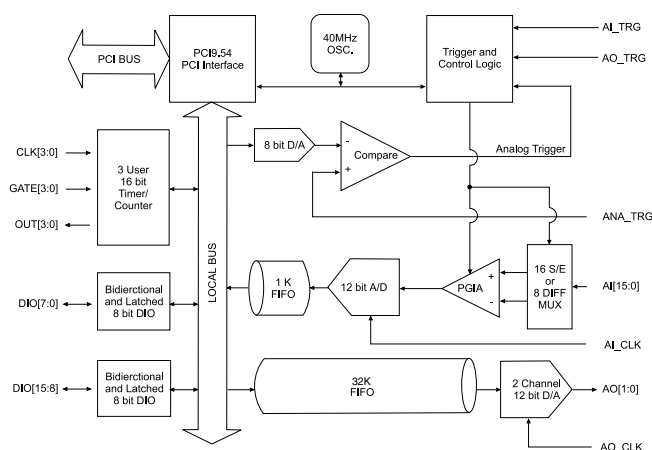 PCI BUS
PCI9.54
PCI Interface
40MHz
OSC.
Trigger and
Control Logic
AI_TRG
AO_TRG
CLK[3:0]
GATE[3:0]
OUT[3:0]
3 User
16 bit
Timer/
Counter
8 bit D/A
-
+
Compare
Analog Trigger
ANA_TRG
LOCAL BUS
DIO[7:0]
Bidierctional
and Latched
8 bit DIO
1 K
FIFO
12 bit A/D
PGIA
+
-
16 S/E
or
8 DIFF
MUX
AI[15:0]
AI_CLK
DIO[15:8]
Bidierctional
and Latched
8 bit DIO
32K
FIFO
2 Channel
12 bit D/A
AO[1:0]
AO_CLK